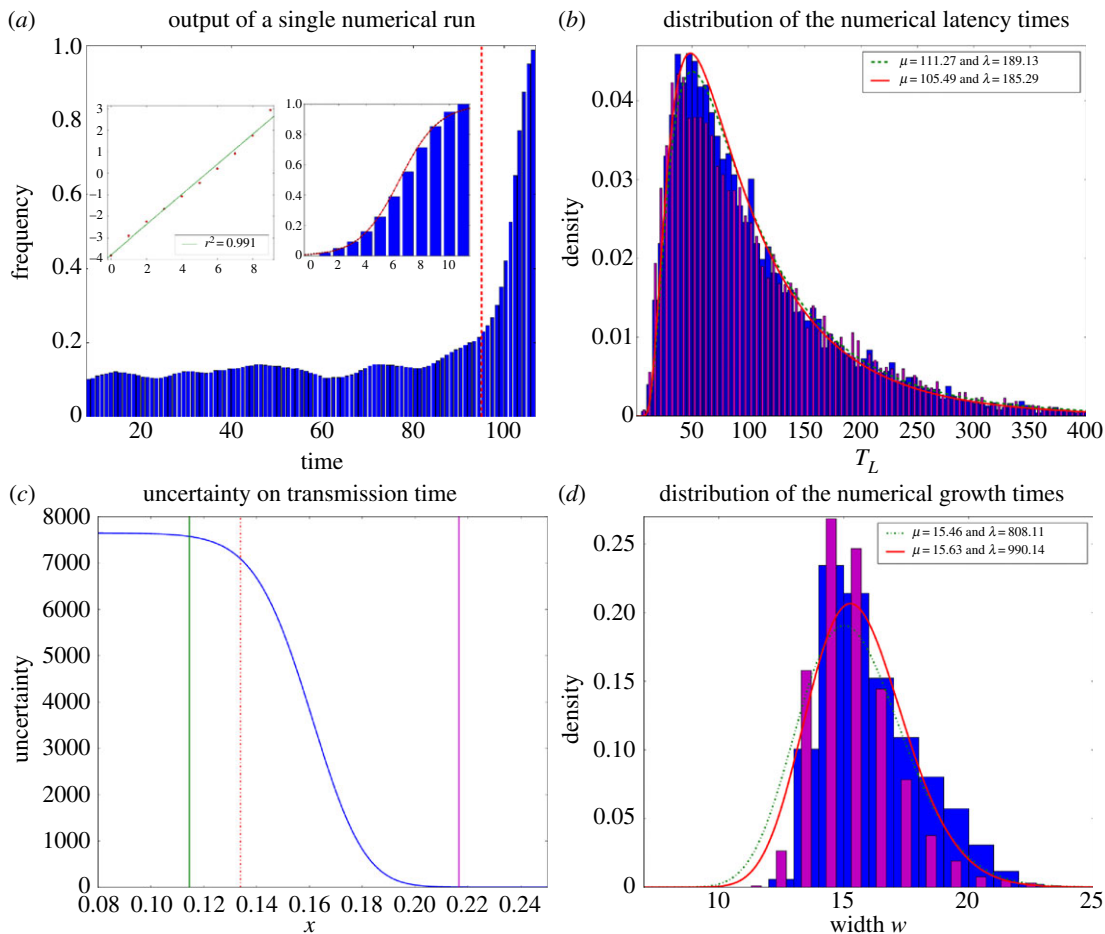 (a) output of a single numerical run
1.0
0.8
0.6
0.4
0.2
0
frequency
20 40 60 80 100
time
3
2
1
0
−1
−2
−3
−4
0 2 4 6 8
r² = 0.991
1.0
0.8
0.6
0.4
0.2
0
0 2 4 6 8 10
(b) distribution of the numerical latency times
μ = 111.27 and λ = 189.13
μ = 105.49 and λ = 185.29
0.04
0.03
0.02
0.01
0
density
50 100 150 200 250 300 350 400
T_L
(c) uncertainty on transmission time
8000
7000
6000
5000
4000
3000
2000
1000
0
uncertainty
0.08 0.10 0.12 0.14 0.16 0.18 0.20 0.22 0.24
x
(d) distribution of the numerical growth times
μ = 15.46 and λ = 808.11
μ = 15.63 and λ = 990.14
0.25
0.20
0.15
0.10
0.05
0
density
10 15 20 25
width w